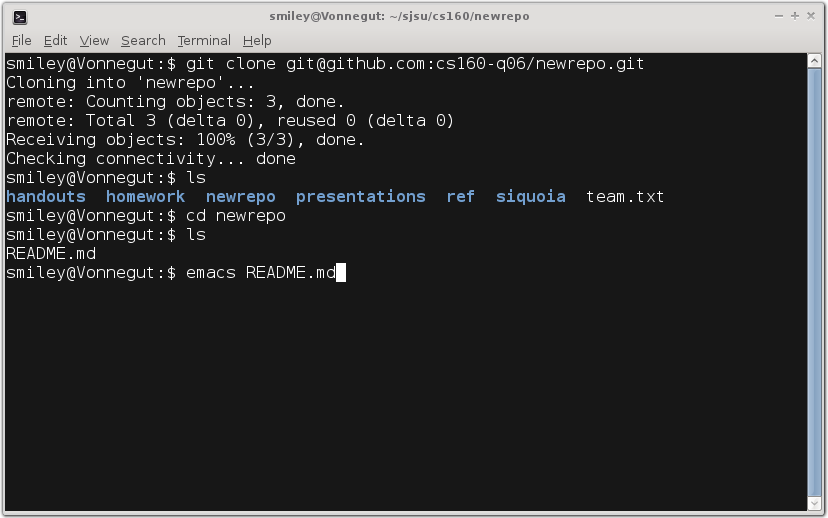 smiley@Vonnegut: ~/sjsu/cs160/newrepo
File Edit View Search Terminal Help
smiley@Vonnegut:$ git clone git@github.com:cs160-q06/newrepo.git
Cloning into 'newrepo'...
remote: Counting objects: 3, done.
remote: Total 3 (delta 0), reused 0 (delta 0)
Receiving objects: 100% (3/3), done.
Checking connectivity... done
smiley@Vonnegut:$ ls
handouts  homework  newrepo  presentations  ref  siquoia  team.txt
smiley@Vonnegut:$ cd newrepo
smiley@Vonnegut:$ ls
README.md
smiley@Vonnegut:$ emacs README.md